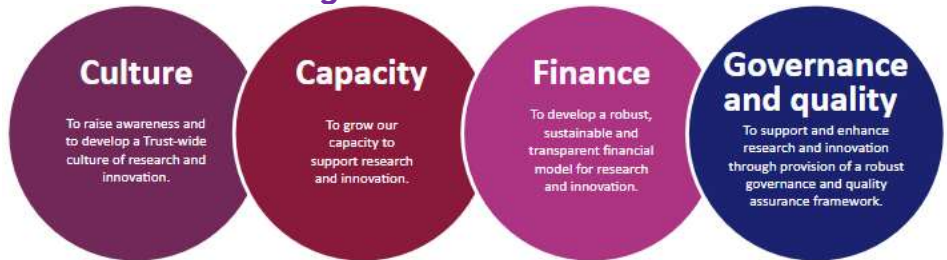 Culture
To raise awareness and
to develop a Trust-wide
culture of research and
innovation.
Capacity
To grow our
capacity to
support research
and innovation.
Finance
To develop a robust,
sustainable and
transparent financial
model for research
and innovation.
Governance
and quality
To support and enhance
research and innovation
through provision of a robust
governance and quality
assurance framework.